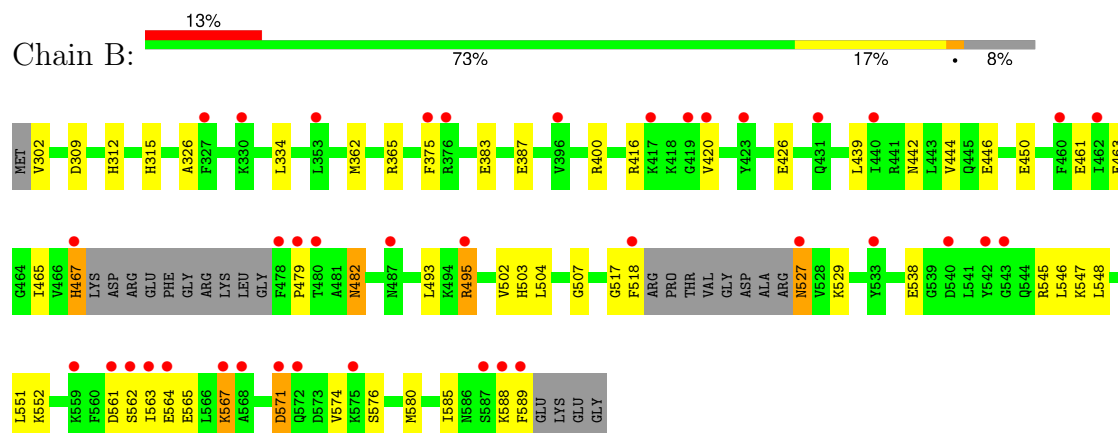 13%
Chain B:
73% 17% • 8%
MET V302 D309 H312 H315 A326 F327 K330 L334 L353 M362 R365 F375 R376 E383 E387 V396 R400 R416 K417 K418 G419 V420 Y423 E426 Q431 L439 I440 R441 N442 L443 V444 Q445 E446 E450 F460 E461 I462 E463
G464 I465 V466 H467 LYS ASP ARG GLU PHE GLY ARG LYS LEU GLY F478 P479 T480 A481 N482 N487 L493 K494 R495 V502 H503 L504 G507 G517 F518 ARG PRO THR VAL GLY ASP ALA ARG N527 V528 K529 Y533 E538 G539 D540 L541 Y542 G543 Q544 R545 L546 K547 L548
L551 K552 K559 F560 D561 S562 I563 E564 E565 L566 K567 A568 D571 Q572 D573 V574 K575 S576 M580 I585 N586 S587 K588 F589 GLU LYS GLU GLY